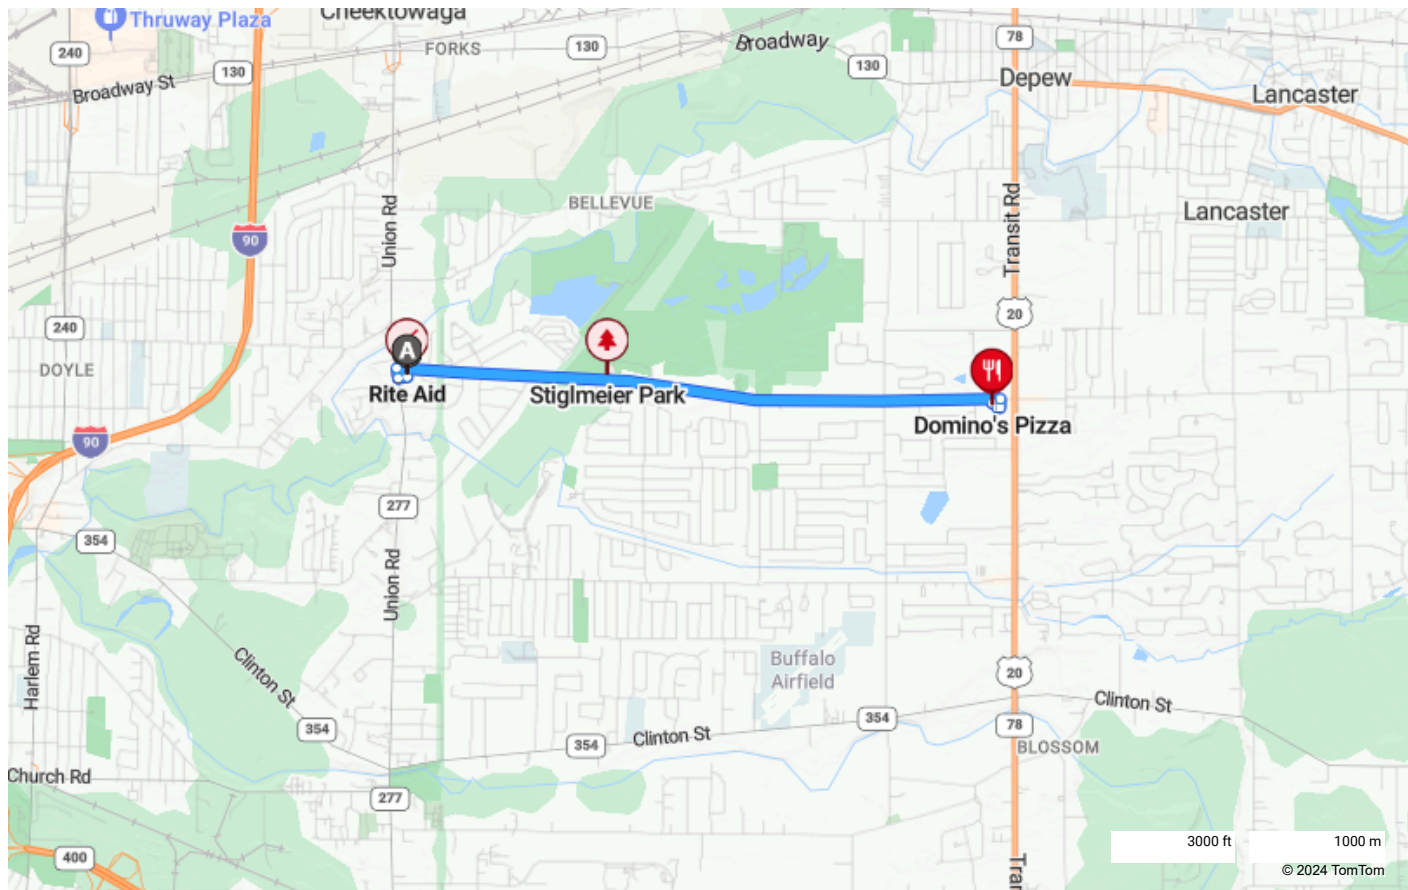 Thruway Plaza
Cheektowaga
240
FORKS
130
Broadway
78
130
Broadway St
130
Depew
Lancaster
Union Rd
BELLEVUE
Transit Rd
Lancaster
90
20
240
DOYLE
A
Rite Aid
Stiglmeier Park
Domino's Pizza
90
277
354
Union Rd
Harlem Rd
Clinton St
Buffalo
Airfield
20
Clinton St
354
354
Clinton St
354
78
BLOSSOM
Church Rd
277
3000 ft
1000 m
400
© 2024 TomTom